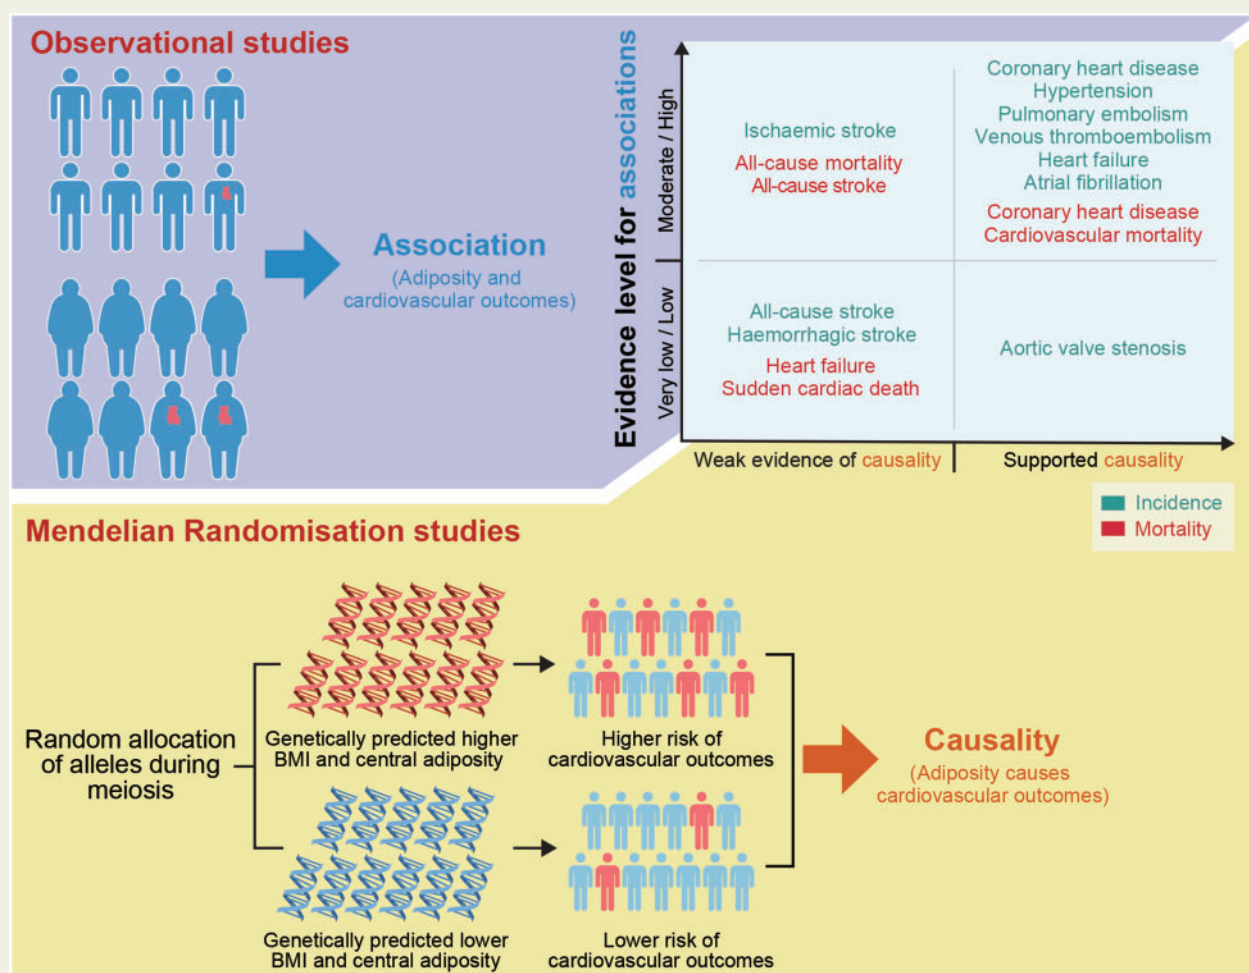 Observational studies
Association
(Adiposity and
cardiovascular outcomes)
Evidence level for associations
Moderate / High
Very low / Low
Ischaemic stroke
All-cause mortality
All-cause stroke
Coronary heart disease
Hypertension
Pulmonary embolism
Venous thromboembolism
Heart failure
Atrial fibrillation
Coronary heart disease
Cardiovascular mortality
All-cause stroke
Haemorrhagic stroke
Heart failure
Sudden cardiac death
Aortic valve stenosis
Weak evidence of causality
Supported causality
Incidence
Mortality
Mendelian Randomisation studies
Random allocation
of alleles during
meiosis
Genetically predicted higher
BMI and central adiposity
Higher risk of
cardiovascular outcomes
Genetically predicted lower
BMI and central adiposity
Lower risk of
cardiovascular outcomes
Causality
(Adiposity causes
cardiovascular outcomes)